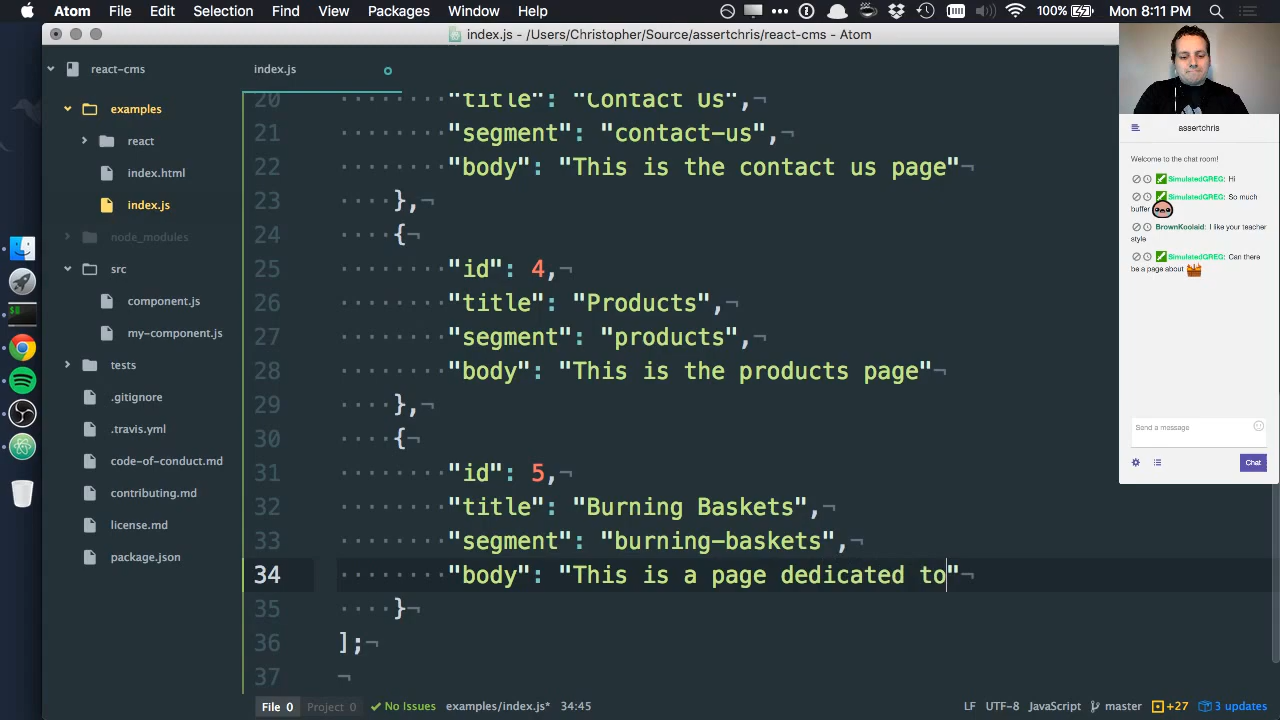 Atom File Edit Selection Find View Packages Window Help 100% Mon 8:11 PM
index.js - /Users/Christopher/Source/assertchris/react-cms - Atom
react-cms
index.js
examples
react
index.html
index.js
node_modules
src
component.js
my-component.js
tests
.gitignore
.travis.yml
code-of-conduct.md
contributing.md
license.md
package.json
20 ········"title": "Contact Us",¬
21 ········"segment": "contact-us",¬
22 ········"body": "This is the contact us page"¬
23 ····},¬
24 ····{¬
25 ········"id": 4,¬
26 ········"title": "Products",¬
27 ········"segment": "products",¬
28 ········"body": "This is the products page"¬
29 ····},¬
30 ····{¬
31 ········"id": 5,¬
32 ········"title": "Burning Baskets",¬
33 ········"segment": "burning-baskets",¬
34 ········"body": "This is a page dedicated to"¬
35 ····}¬
36 ];¬
37 ¬
File 0 Project 0 No Issues examples/index.js* 34:45 LF UTF-8 JavaScript master +27 3 updates
assertchris
Welcome to the chat room!
SimulatedGREG: Hi
SimulatedGREG: So much
buffer
BrownKoolaid: I like your teacher
style
SimulatedGREG: Can there
be a page about
Send a message
Chat